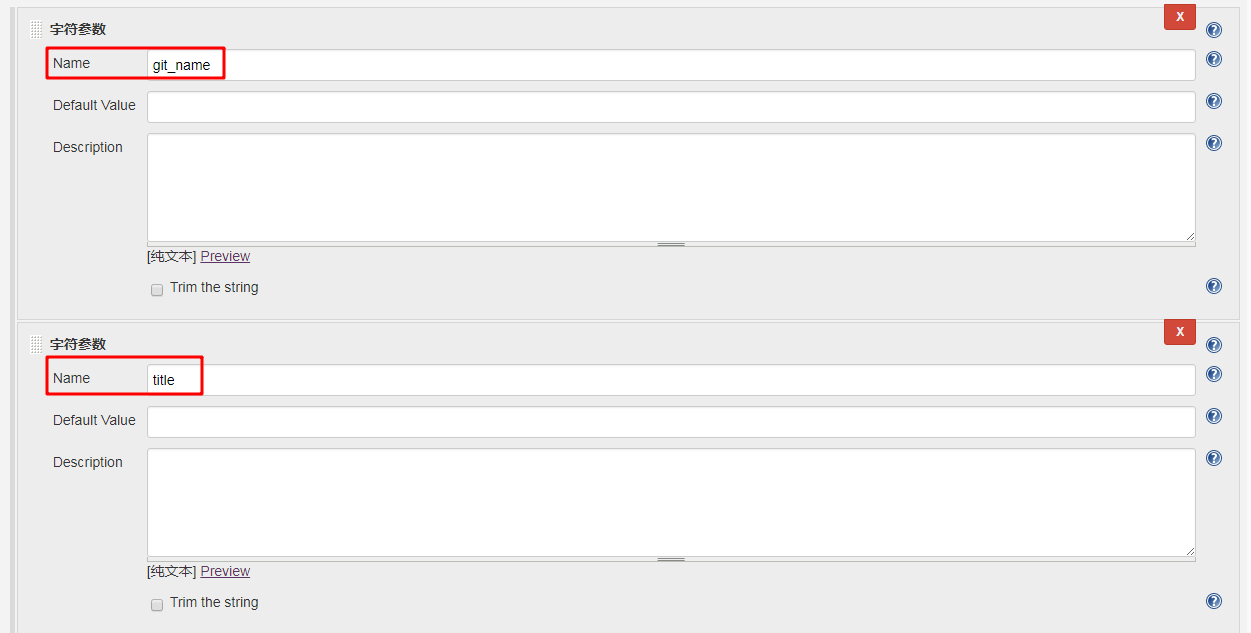 字符参数
X
Name git_name
Default Value
Description
[纯文本] Preview
Trim the string
字符参数
X
Name title
Default Value
Description
[纯文本] Preview
Trim the string